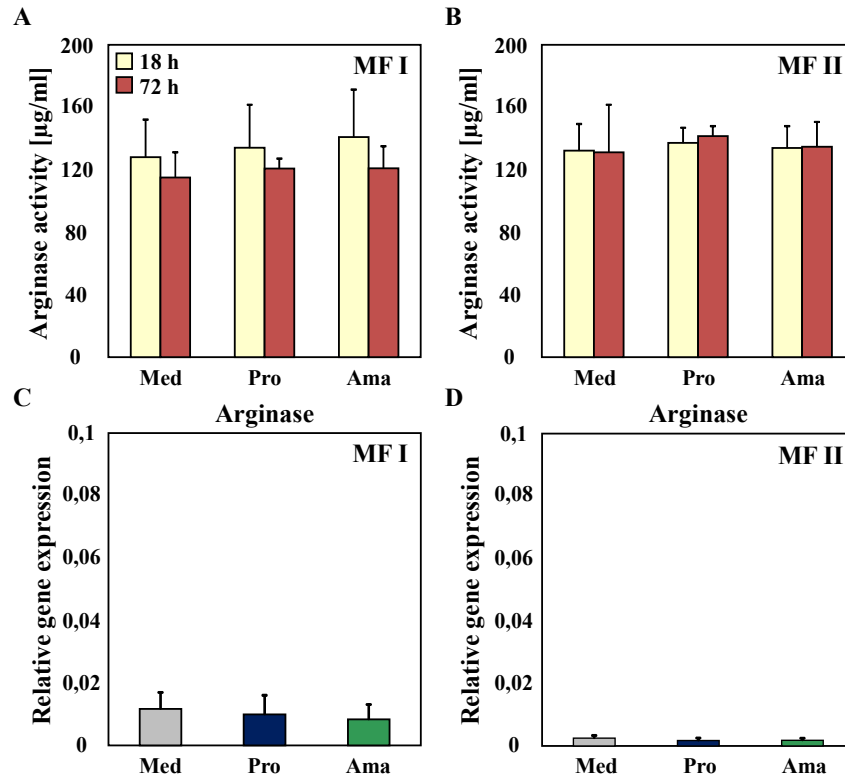 A
Arginase activity [µg/ml]
200
160
120
80
40
0
18 h
72 h
MF I
Med Pro Ama
B
Arginase activity [µg/ml]
200
160
120
80
40
0
MF II
Med Pro Ama
C
Arginase
Relative gene expression
0,1
0,08
0,06
0,04
0,02
0
MF I
Med Pro Ama
D
Arginase
Relative gene expression
0,1
0,08
0,06
0,04
0,02
0
MF II
Med Pro Ama